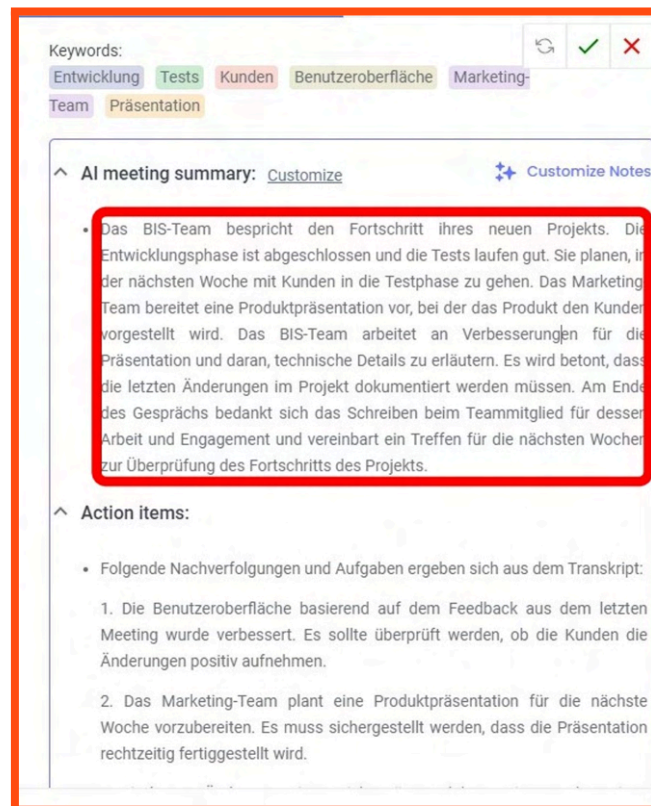 Keywords:
Entwicklung Tests Kunden Benutzeroberfläche Marketing-
Team Präsentation
AI meeting summary: Customize Customize Notes
• Das BIS-Team bespricht den Fortschritt ihres neuen Projekts. Die
Entwicklungsphase ist abgeschlossen und die Tests laufen gut. Sie planen, in
der nächsten Woche mit Kunden in die Testphase zu gehen. Das Marketing-
Team bereitet eine Produktpräsentation vor, bei der das Produkt den Kunden
vorgestellt wird. Das BIS-Team arbeitet an Verbesserungen für die
Präsentation und daran, technische Details zu erläutern. Es wird betont, dass
die letzten Änderungen im Projekt dokumentiert werden müssen. Am Ende
des Gesprächs bedankt sich das Schreiben beim Teammitglied für dessen
Arbeit und Engagement und vereinbart ein Treffen für die nächsten Wochen
zur Überprüfung des Fortschritts des Projekts.
Action items:
• Folgende Nachverfolgungen und Aufgaben ergeben sich aus dem Transkript:
1. Die Benutzeroberfläche basierend auf dem Feedback aus dem letzten
Meeting wurde verbessert. Es sollte überprüft werden, ob die Kunden die
Änderungen positiv aufnehmen.
2. Das Marketing-Team plant eine Produktpräsentation für die nächste
Woche vorzubereiten. Es muss sichergestellt werden, dass die Präsentation
rechtzeitig fertiggestellt wird.